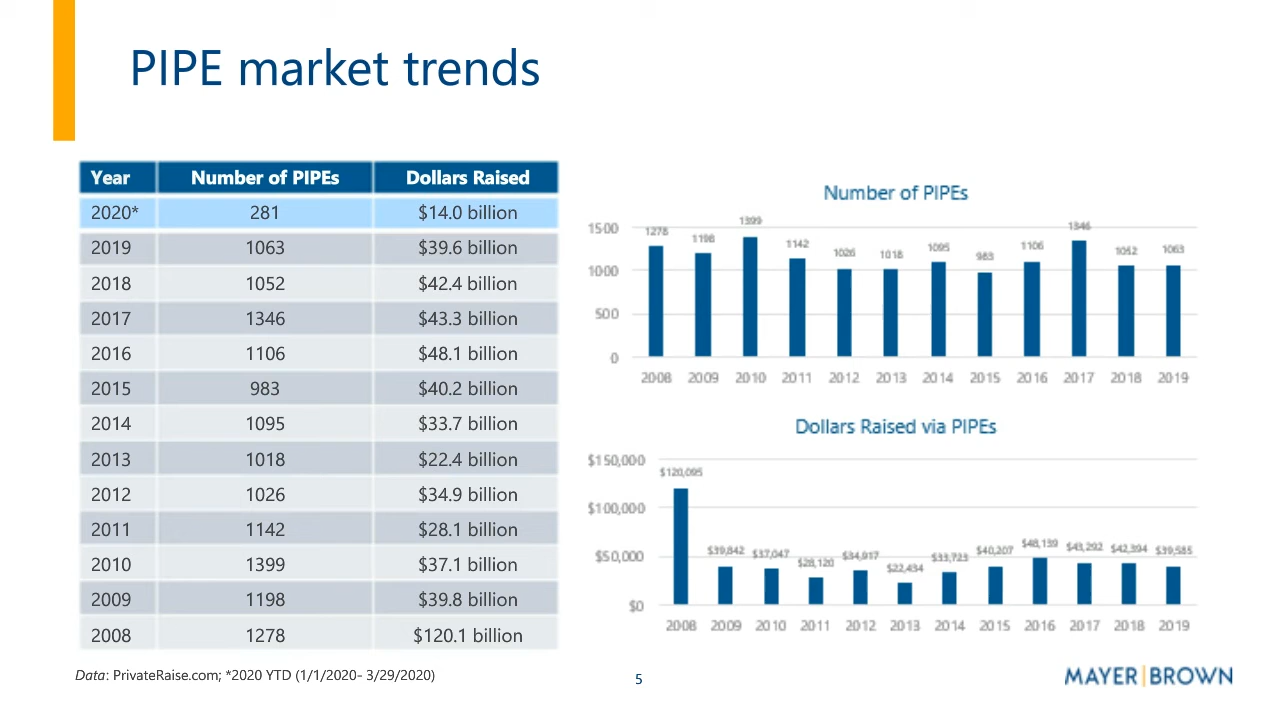 PIPE market trends
Year Number of PIPEs Dollars Raised
2020* 281 $14.0 billion
2019 1063 $39.6 billion
2018 1052 $42.4 billion
2017 1346 $43.3 billion
2016 1106 $48.1 billion
2015 983 $40.2 billion
2014 1095 $33.7 billion
2013 1018 $22.4 billion
2012 1026 $34.9 billion
2011 1142 $28.1 billion
2010 1399 $37.1 billion
2009 1198 $39.8 billion
2008 1278 $120.1 billion
Data: PrivateRaise.com; *2020 YTD (1/1/2020- 3/29/2020)
Number of PIPEs
1500
1000
500
0
1278 1198 1399 1142 1026 1018 1095 983 1106 1346 1052 1063
2008 2009 2010 2011 2012 2013 2014 2015 2016 2017 2018 2019
Dollars Raised via PIPEs
$150,000
$100,000
$50,000
$0
$120,095 $39,842 $37,047 $28,120 $34,917 $22,434 $33,723 $40,207 $48,139 $43,292 $42,394 $39,585
2008 2009 2010 2011 2012 2013 2014 2015 2016 2017 2018 2019
5
MAYER|BROWN